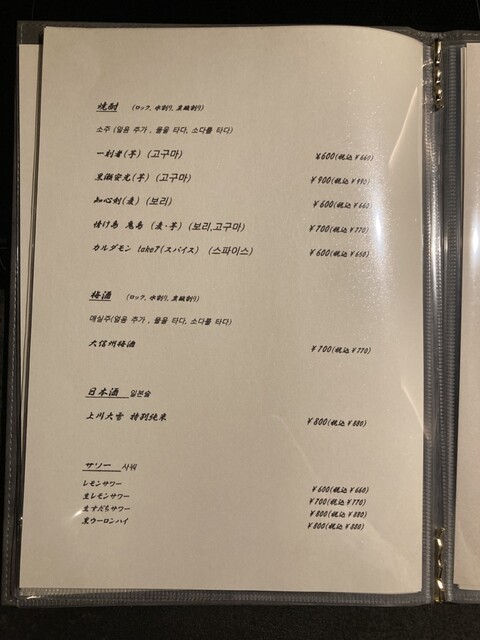 焼酎 (ロック, 水割り, 炭酸割り)
소주 (얼음 추가 , 물을 타다, 소다를 타다)
一刻者(芋) (고구마) ¥600(税込¥660)
黒瀬安光(芋) (고구마) ¥900(税込¥990)
知心剣(麦) (보리) ¥600(税込¥660)
情け島 鬼島 (麦・芋) (보리,고구마) ¥700(税込¥770)
カルダモン take7(スパイス) (스파이스) ¥600(税込¥660)
梅酒 (ロック, 水割り, 炭酸割り)
매실주(얼음 추가 , 물을 타다, 소다를 타다)
大信州梅酒 ¥700(税込¥770)
日本酒 일본술
上川大雪 特別純米 ¥800(税込¥880)
サワー 사워
レモンサワー ¥600(税込¥660)
生レモンサワー ¥700(税込¥770)
生すだちサワー ¥800(税込¥880)
黒ウーロンハイ ¥800(税込¥880)